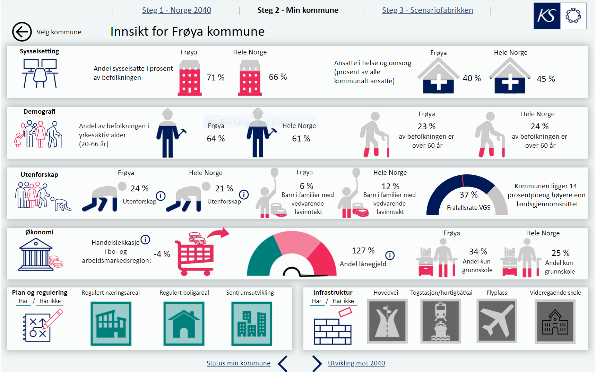 Steg 1 - Norge 2040
Steg 2 - Min kommune
Steg 3 - Scenariofabrikken
KS
Velg kommune
Innsikt for Frøya kommune
Sysselsetting
Andel sysselsatte i prosent
av befolkningen
Frøya
71 %
Hele Norge
66 %
Ansatte i helse og omsorg
(prosent av alle
kommunalt ansatte)
Frøya
40 %
Hele Norge
45 %
Demografi
Andel av befolkningen i
yrkesaktiv alder
(20-66 år)
Frøya
64 %
Hele Norge
61 %
Frøya
23 %
av befolkningen er
over 60 år
Hele Norge
24 %
av befolkningen er
over 60 år
Utenforskap
Frøya
24 %
Utenforskap
Hele Norge
21 %
Utenforskap
Frøya
6 %
Barn i familier med
vedvarende
lavinntekt
Hele Norge
12 %
Barn i familier med
vedvarende
lavinntekt
37 %
Frafallsrate VGS
Kommunen ligger 14
prosentpoeng høyere enn
landsgjennomsnittet
Økonomi
Handelslekkasje
i bo- og
arbeidsmarkedsregion:
-4 %
127 %
Andel lånegjeld
Frøya
34 %
Andel kun
grunnskole
Hele Norge
25 %
Andel kun
grunnskole
Plan og regulering
Har / Har ikke
Regulert næringsareal
Regulert boligareal
Sentrumsutvikling
Infrastruktur
Har / Har ikke
Hovedvei
Togstasjon/hurtigbåtkai
Flyplass
Videregående skole
Status min kommune
Utvikling mot 2040